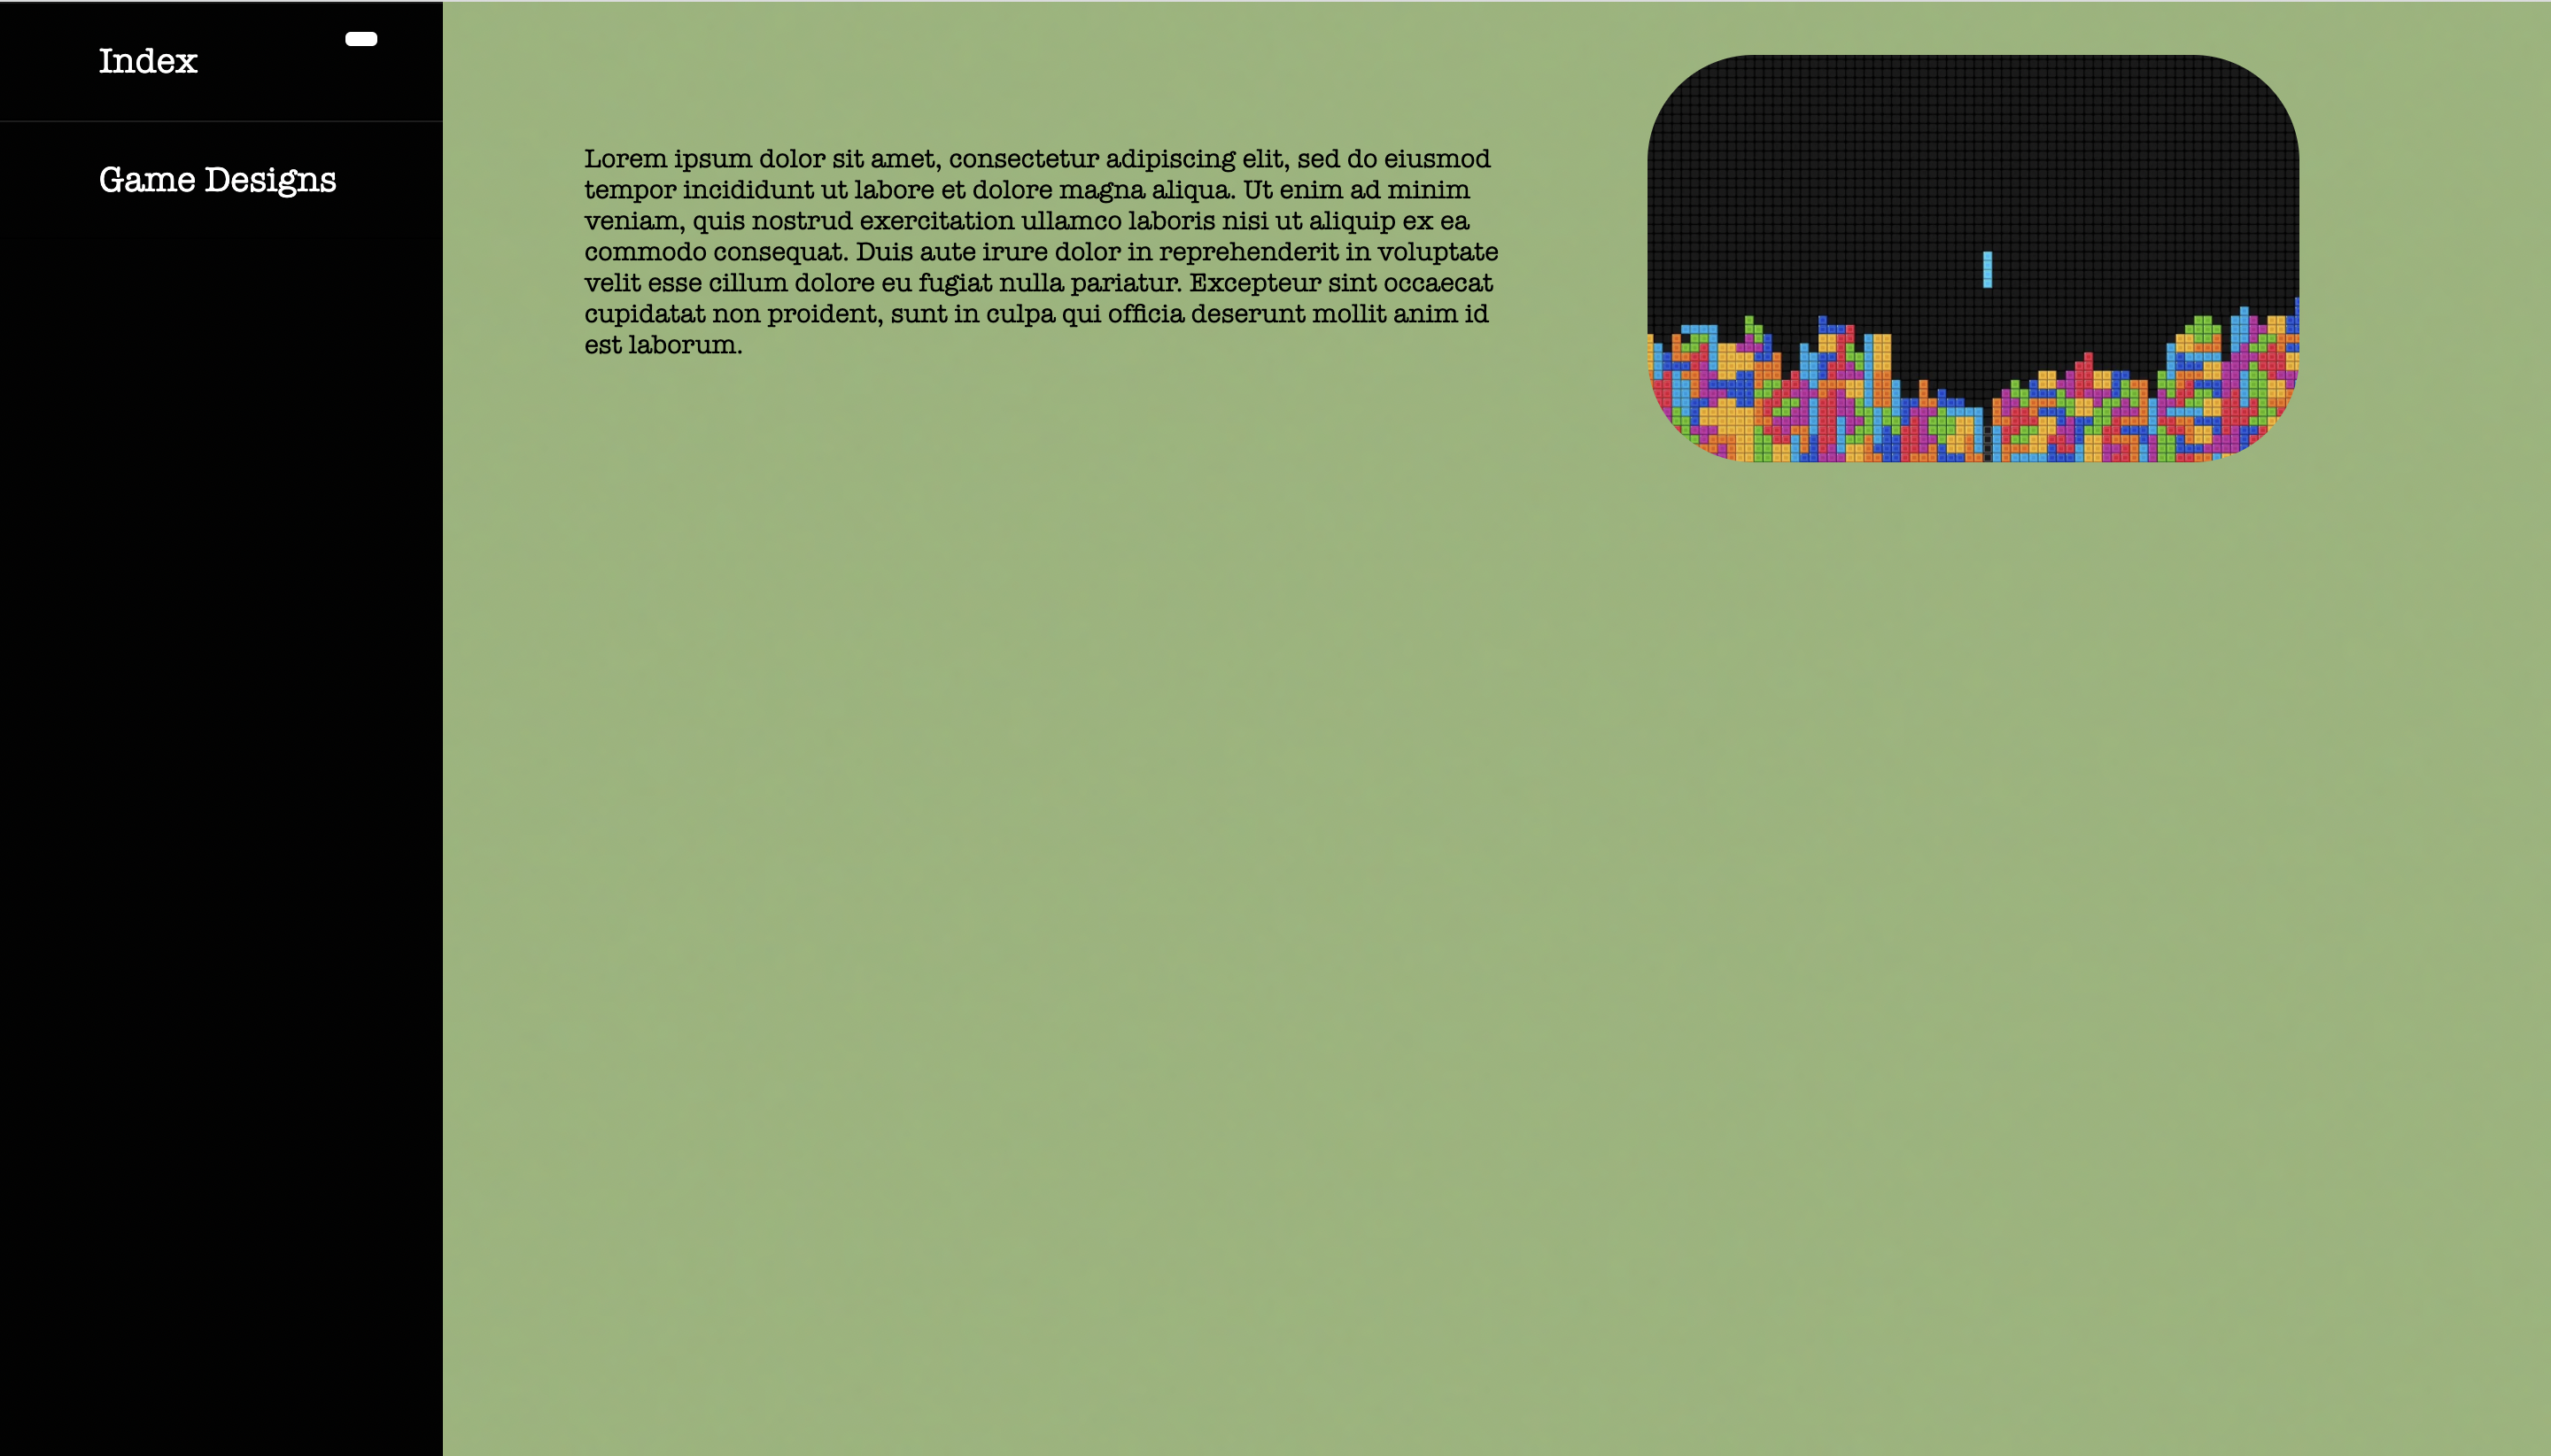 Index
Game Designs
Lorem ipsum dolor sit amet, consectetur adipiscing elit, sed do eiusmod
tempor incididunt ut labore et dolore magna aliqua. Ut enim ad minim
veniam, quis nostrud exercitation ullamco laboris nisi ut aliquip ex ea
commodo consequat. Duis aute irure dolor in reprehenderit in voluptate
velit esse cillum dolore eu fugiat nulla pariatur. Excepteur sint occaecat
cupidatat non proident, sunt in culpa qui officia deserunt mollit anim id
est laborum.